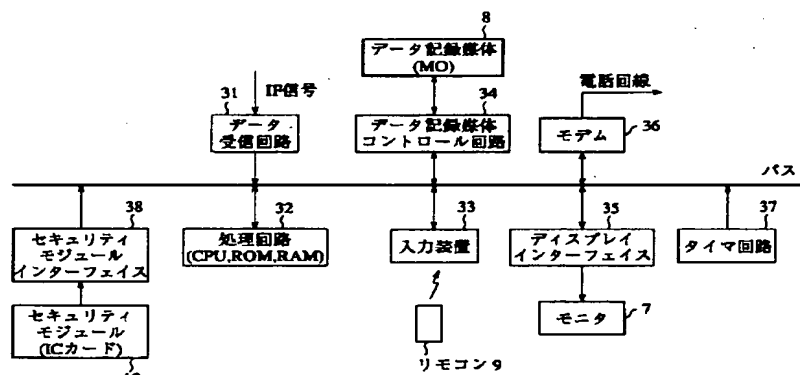 8
データ記録媒体
(MO)
電話回線
31
IP信号
34
データ
受信回路
データ記録媒体
コントロール回路
モデム
36
バス
38
セキュリティ
モジュール
インターフェイス
32
処理回路
(CPU,ROM,RAM)
33
入力装置
35
ディスプレイ
インターフェイス
37
タイマ回路
セキュリティ
モジュール
(ICカード)
リモコン9
モニタ
7